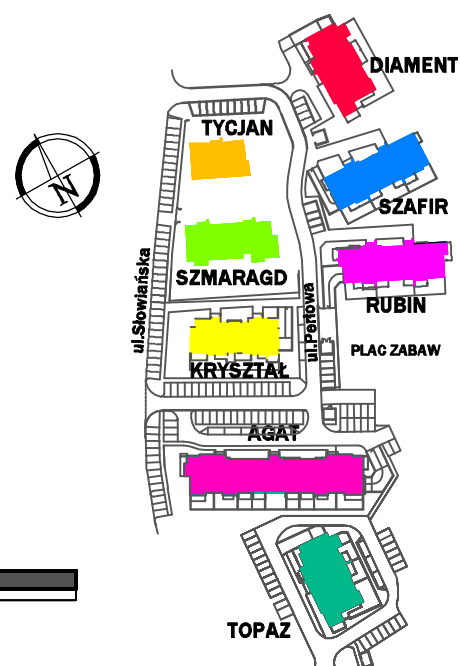 DIAMENT
TYCJAN
N
SZAFIR
ul.Słowiańska
SZMARAGD
ul.Perłowa
RUBIN
PLAC ZABAW
KRYSZTAŁ
AGAT
TOPAZ